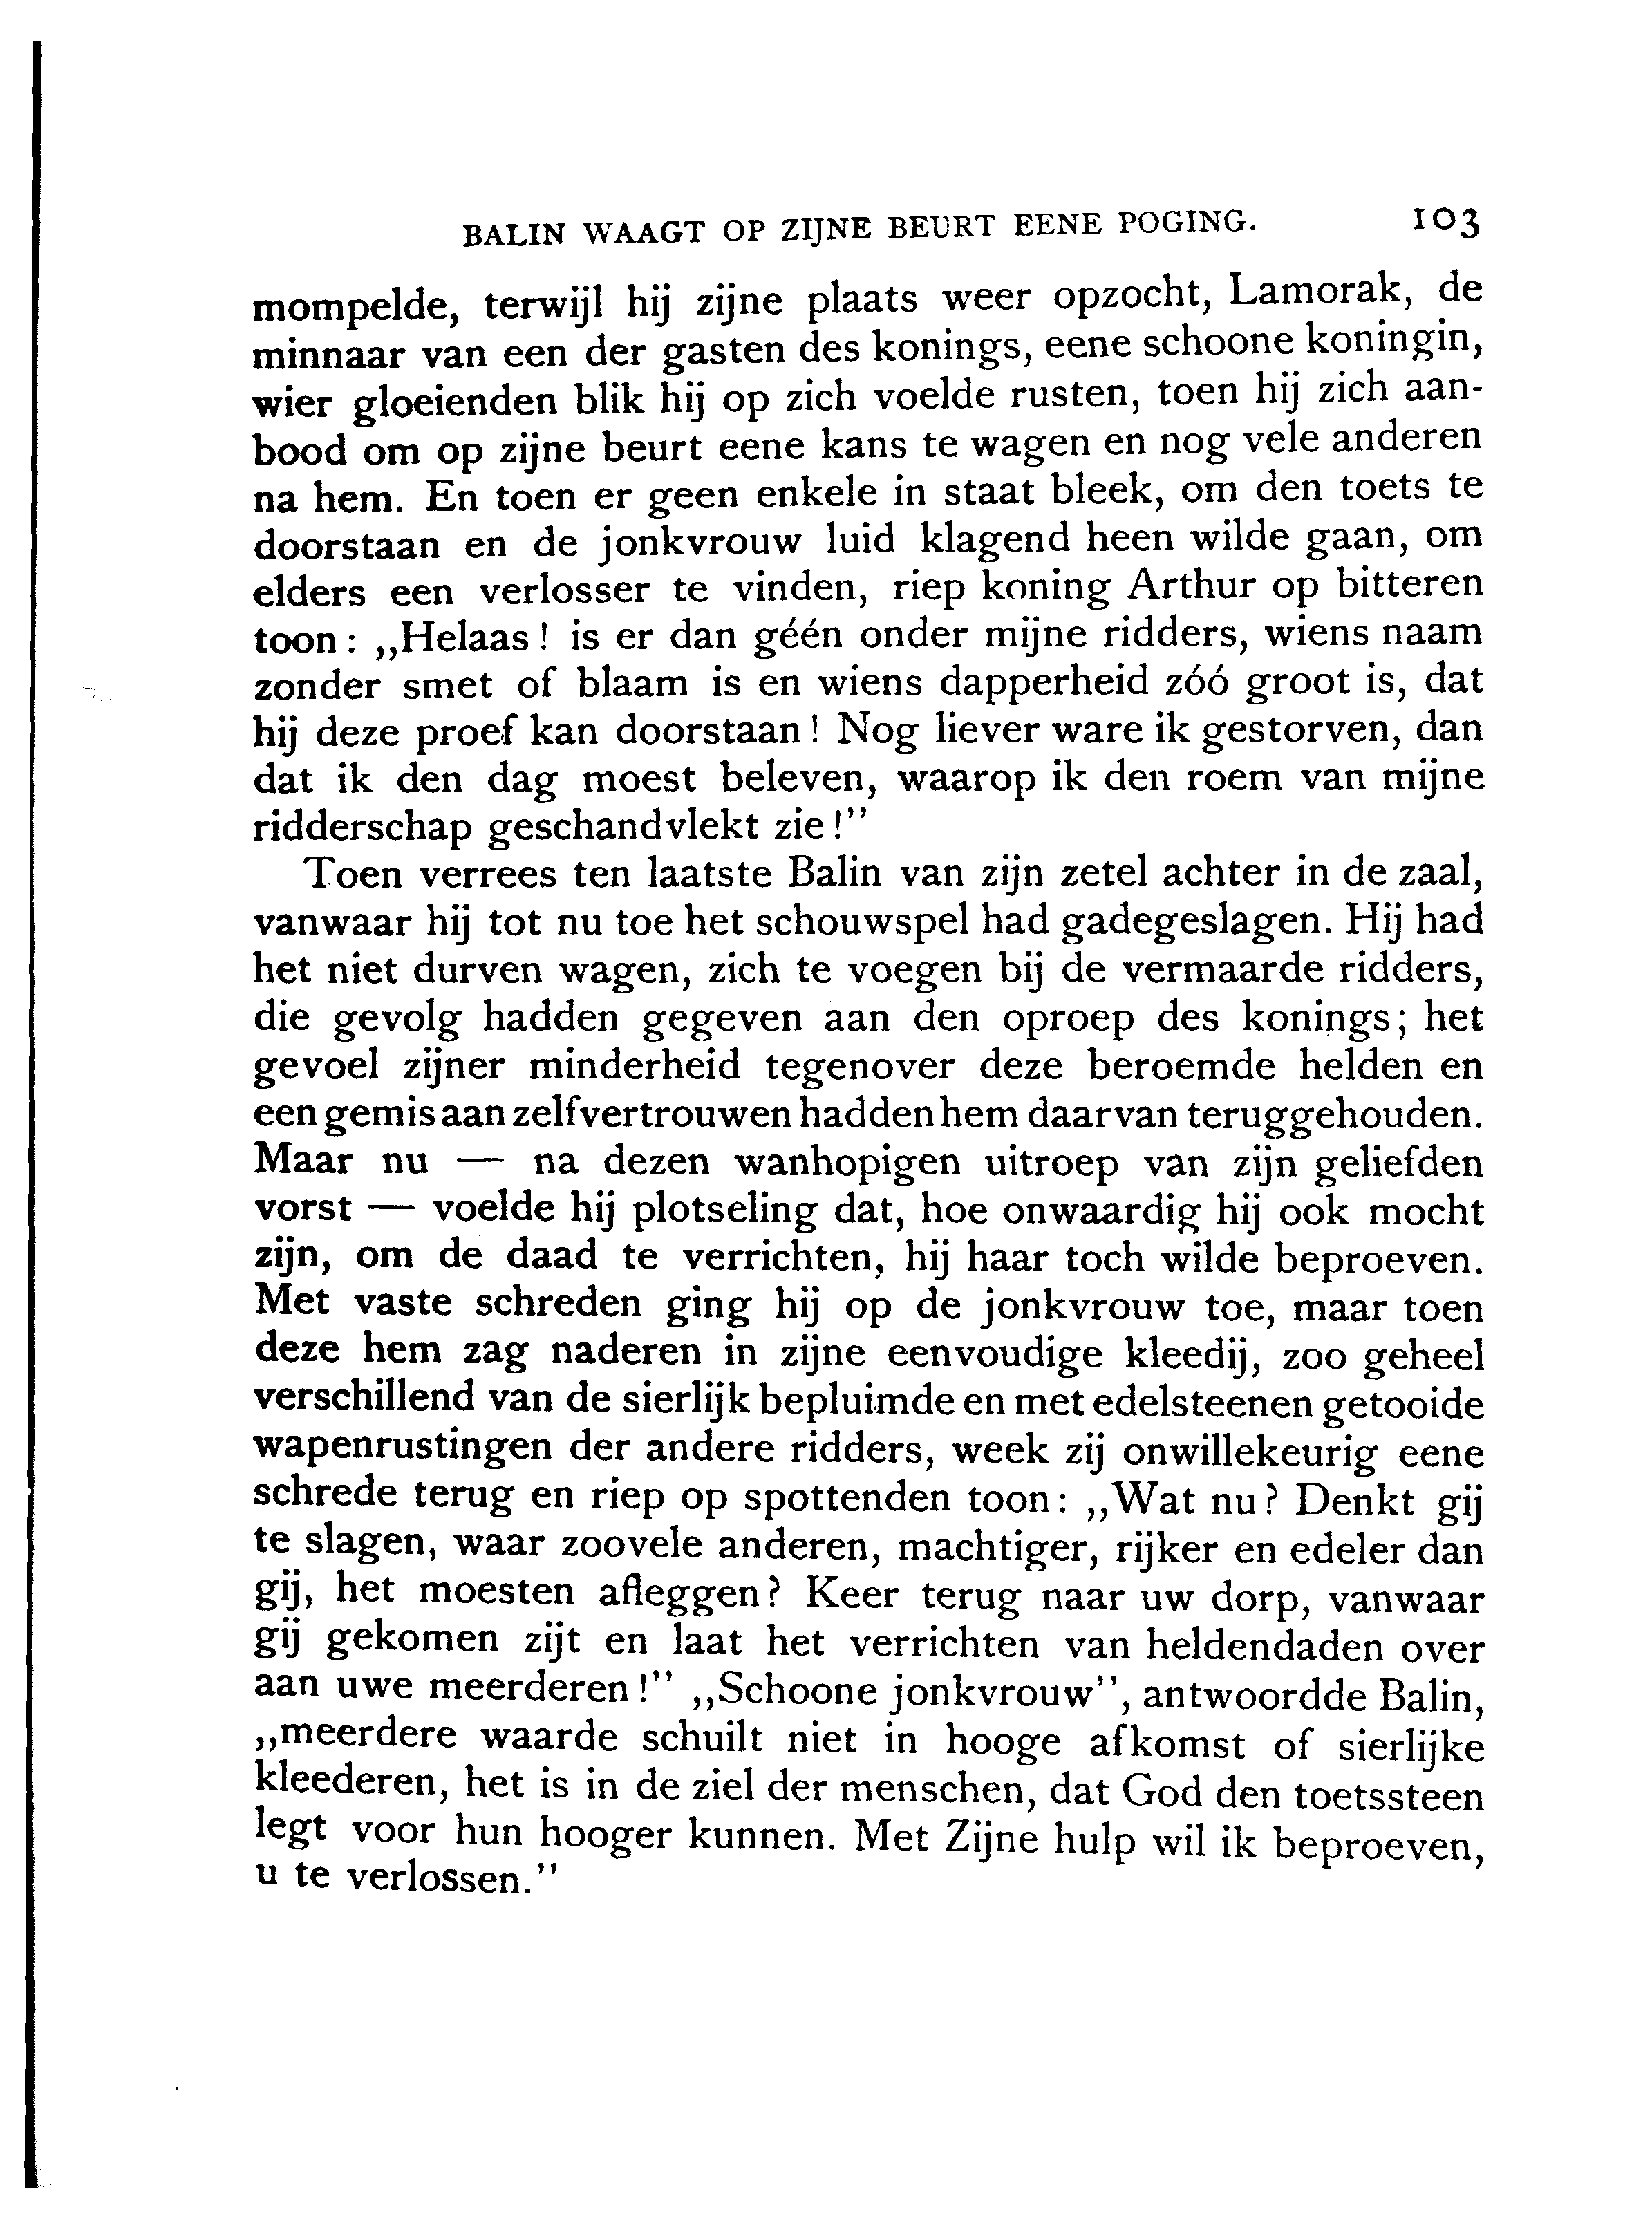 BALIN WAAGT OP ZIJNE BEURT EENE POGING. 103
mompelde, terwijl hij zijne plaats weer opzocht, Lamorak, de
minnaar van een der gasten des konings, eene schoone koningin,
wier gloeienden blik hij op zich voelde rusten, toen hij zich aan-
bood om op zijne beurt eene kans te wagen en nog vele anderen
na hem. En toen er geen enkele in staat bleek, om den toets te
doorstaan en de jonkvrouw luid klagend heen wilde gaan, om
elders een verlosser te vinden, riep koning Arthur op bitteren
toon: ,,Helaas! is er dan géén onder mijne ridders, wiens naam
zonder smet of blaam is en wiens dapperheid zóó groot is, dat
hij deze proef kan doorstaan! Nog liever ware ik gestorven, dan
dat ik den dag moest beleven, waarop ik den roem van mijne
ridderschap geschandvlekt zie!''
Toen verrees ten laatste Balin van zijn zetel achter in de zaal,
vanwaar hij tot nu toe het schouwspel had gadegeslagen. Hij had
het niet durven wagen, zich te voegen bij de vermaarde ridders,
die gevolg hadden gegeven aan den oproep des konings; het
gevoel zijner minderheid tegenover deze beroemde helden en
een gemis aan zelfvertrouwen hadden hem daarvan teruggehouden.
Maar nu — na dezen wanhopigen uitroep van zijn geliefden
vorst — voelde hij plotseling dat, hoe onwaardig hij ook mocht
zijn, om de daad te verrichten, hij haar toch wilde beproeven.
Met vaste schreden ging hij op de jonkvrouw toe, maar toen
deze hem zag naderen in zijne eenvoudige kleedij, zoo geheel
verschillend van de sierlijk bepluimde en met edelsteenen getooide
wapenrustingen der andere ridders, week zij onwillekeurig eene
schrede terug en riep op spottenden toon: ,,Wat nu? Denkt gij
te slagen, waar zoovele anderen, machtiger, rijker en edeler dan
gij, het moesten afleggen? Keer terug naar uw dorp, vanwaar
gij gekomen zijt en laat het verrichten van heldendaden over
aan uwe meerderen!'' ,,Schoone jonkvrouw'', antwoordde Balin,
,,meerdere waarde schuilt niet in hooge afkomst of sierlijke
kleederen, het is in de ziel der menschen, dat God den toetssteen
legt voor hun hooger kunnen. Met Zijne hulp wil ik beproeven,
u te verlossen.''